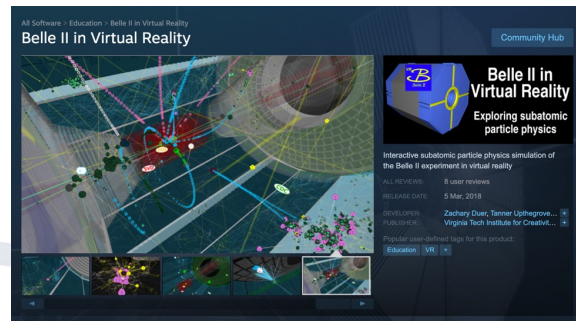 All Software > Education > Belle II in Virtual Reality
Belle II in Virtual Reality
Community Hub
Belle II in
Virtual Reality
Exploring subatomic
particle physics
Interactive subatomic particle physics simulation of
the Belle II experiment in virtual reality
ALL REVIEWS: 8 user reviews
RELEASE DATE: 5 Mar, 2018
DEVELOPER: Zachary Duer, Tanner Upthegrove... +
PUBLISHER: Virginia Tech Institute for Creativit... +
Popular user-defined tags for this product:
Education VR +